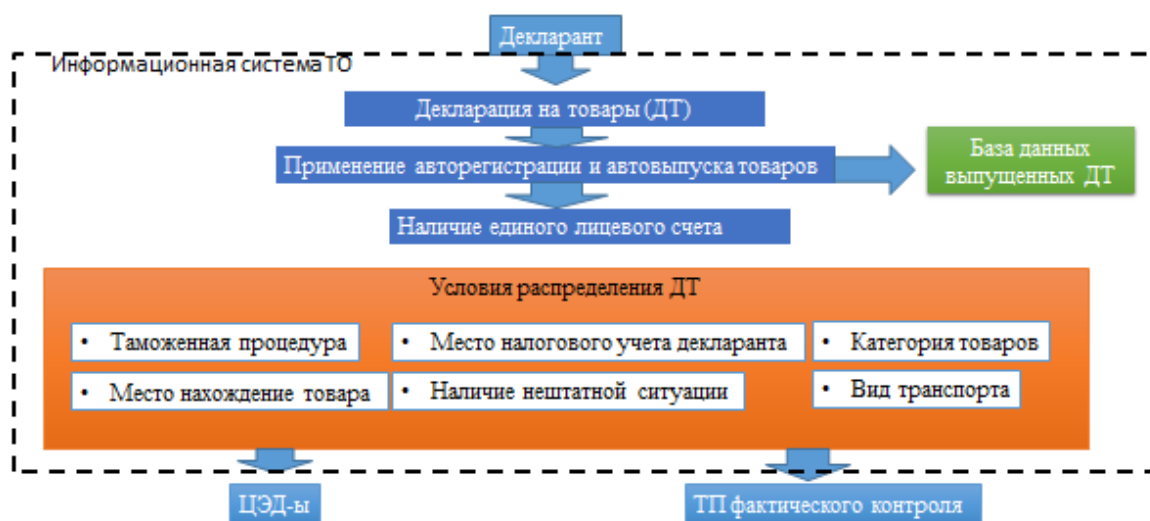 Декларант
Информационная система ТО
Декларация на товары (ДТ)
Применение авторегистрации и автовыпуска товаров
База данных
выпущенных ДТ
Наличие единого лицевого счета
Условия распределения ДТ
• Таможенная процедура
• Место налогового учета декларанта
• Категория товаров
• Место нахождение товара
• Наличие нештатной ситуации
• Вид транспорта
ЦЭД-ы
ТП фактического контроля